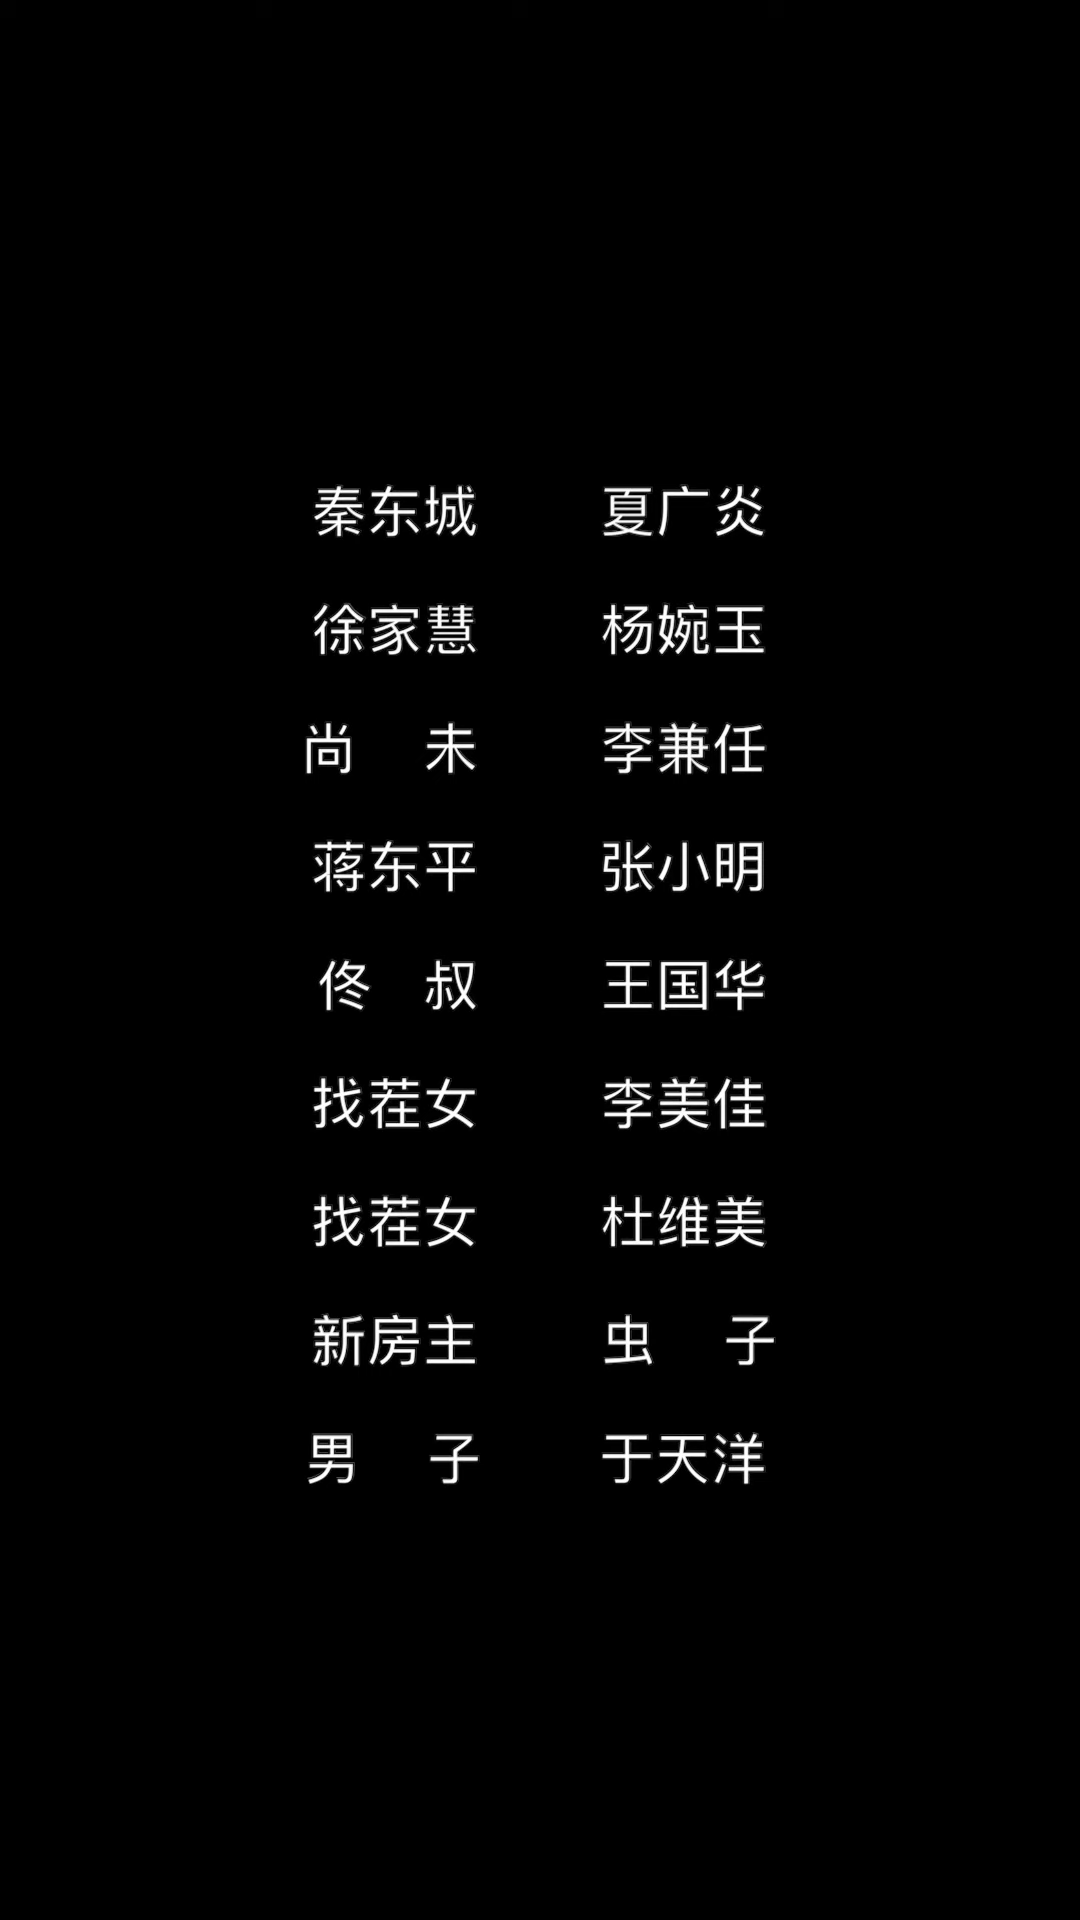 秦东城 夏广炎
徐家慧 杨婉玉
尚 未 李兼任
蒋东平 张小明
佟 叔 王国华
找茬女 李美佳
找茬女 杜维美
新房主 虫 子
男 子 于天洋